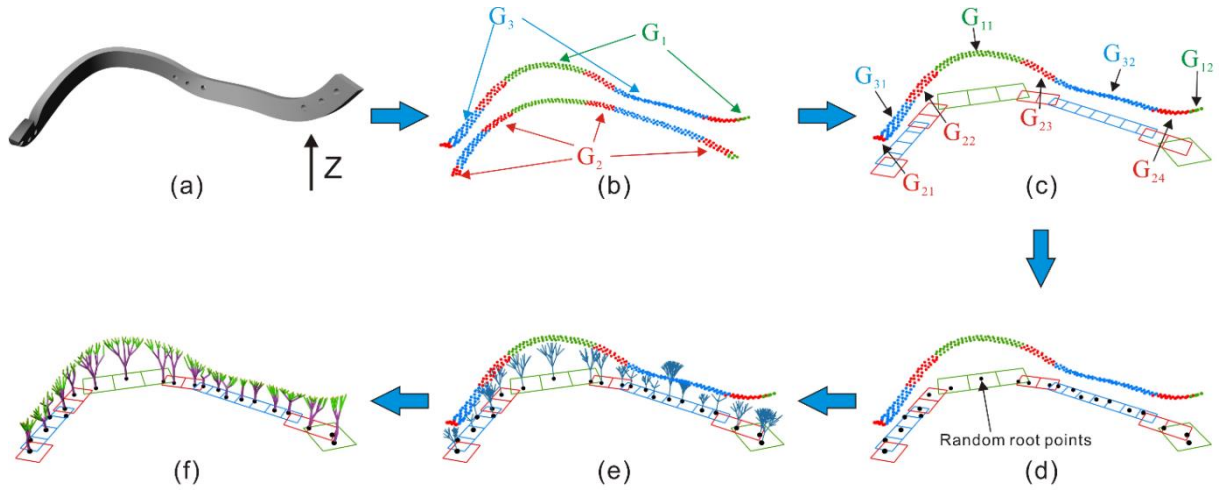 G₃
G₁
G₂
Z
(a)
(b)
G₁₁
G₃₂
G₁₂
G₃₁
G₂₂
G₂₃
G₂₁
G₂₄
(c)
Random root points
(f)
(e)
(d)